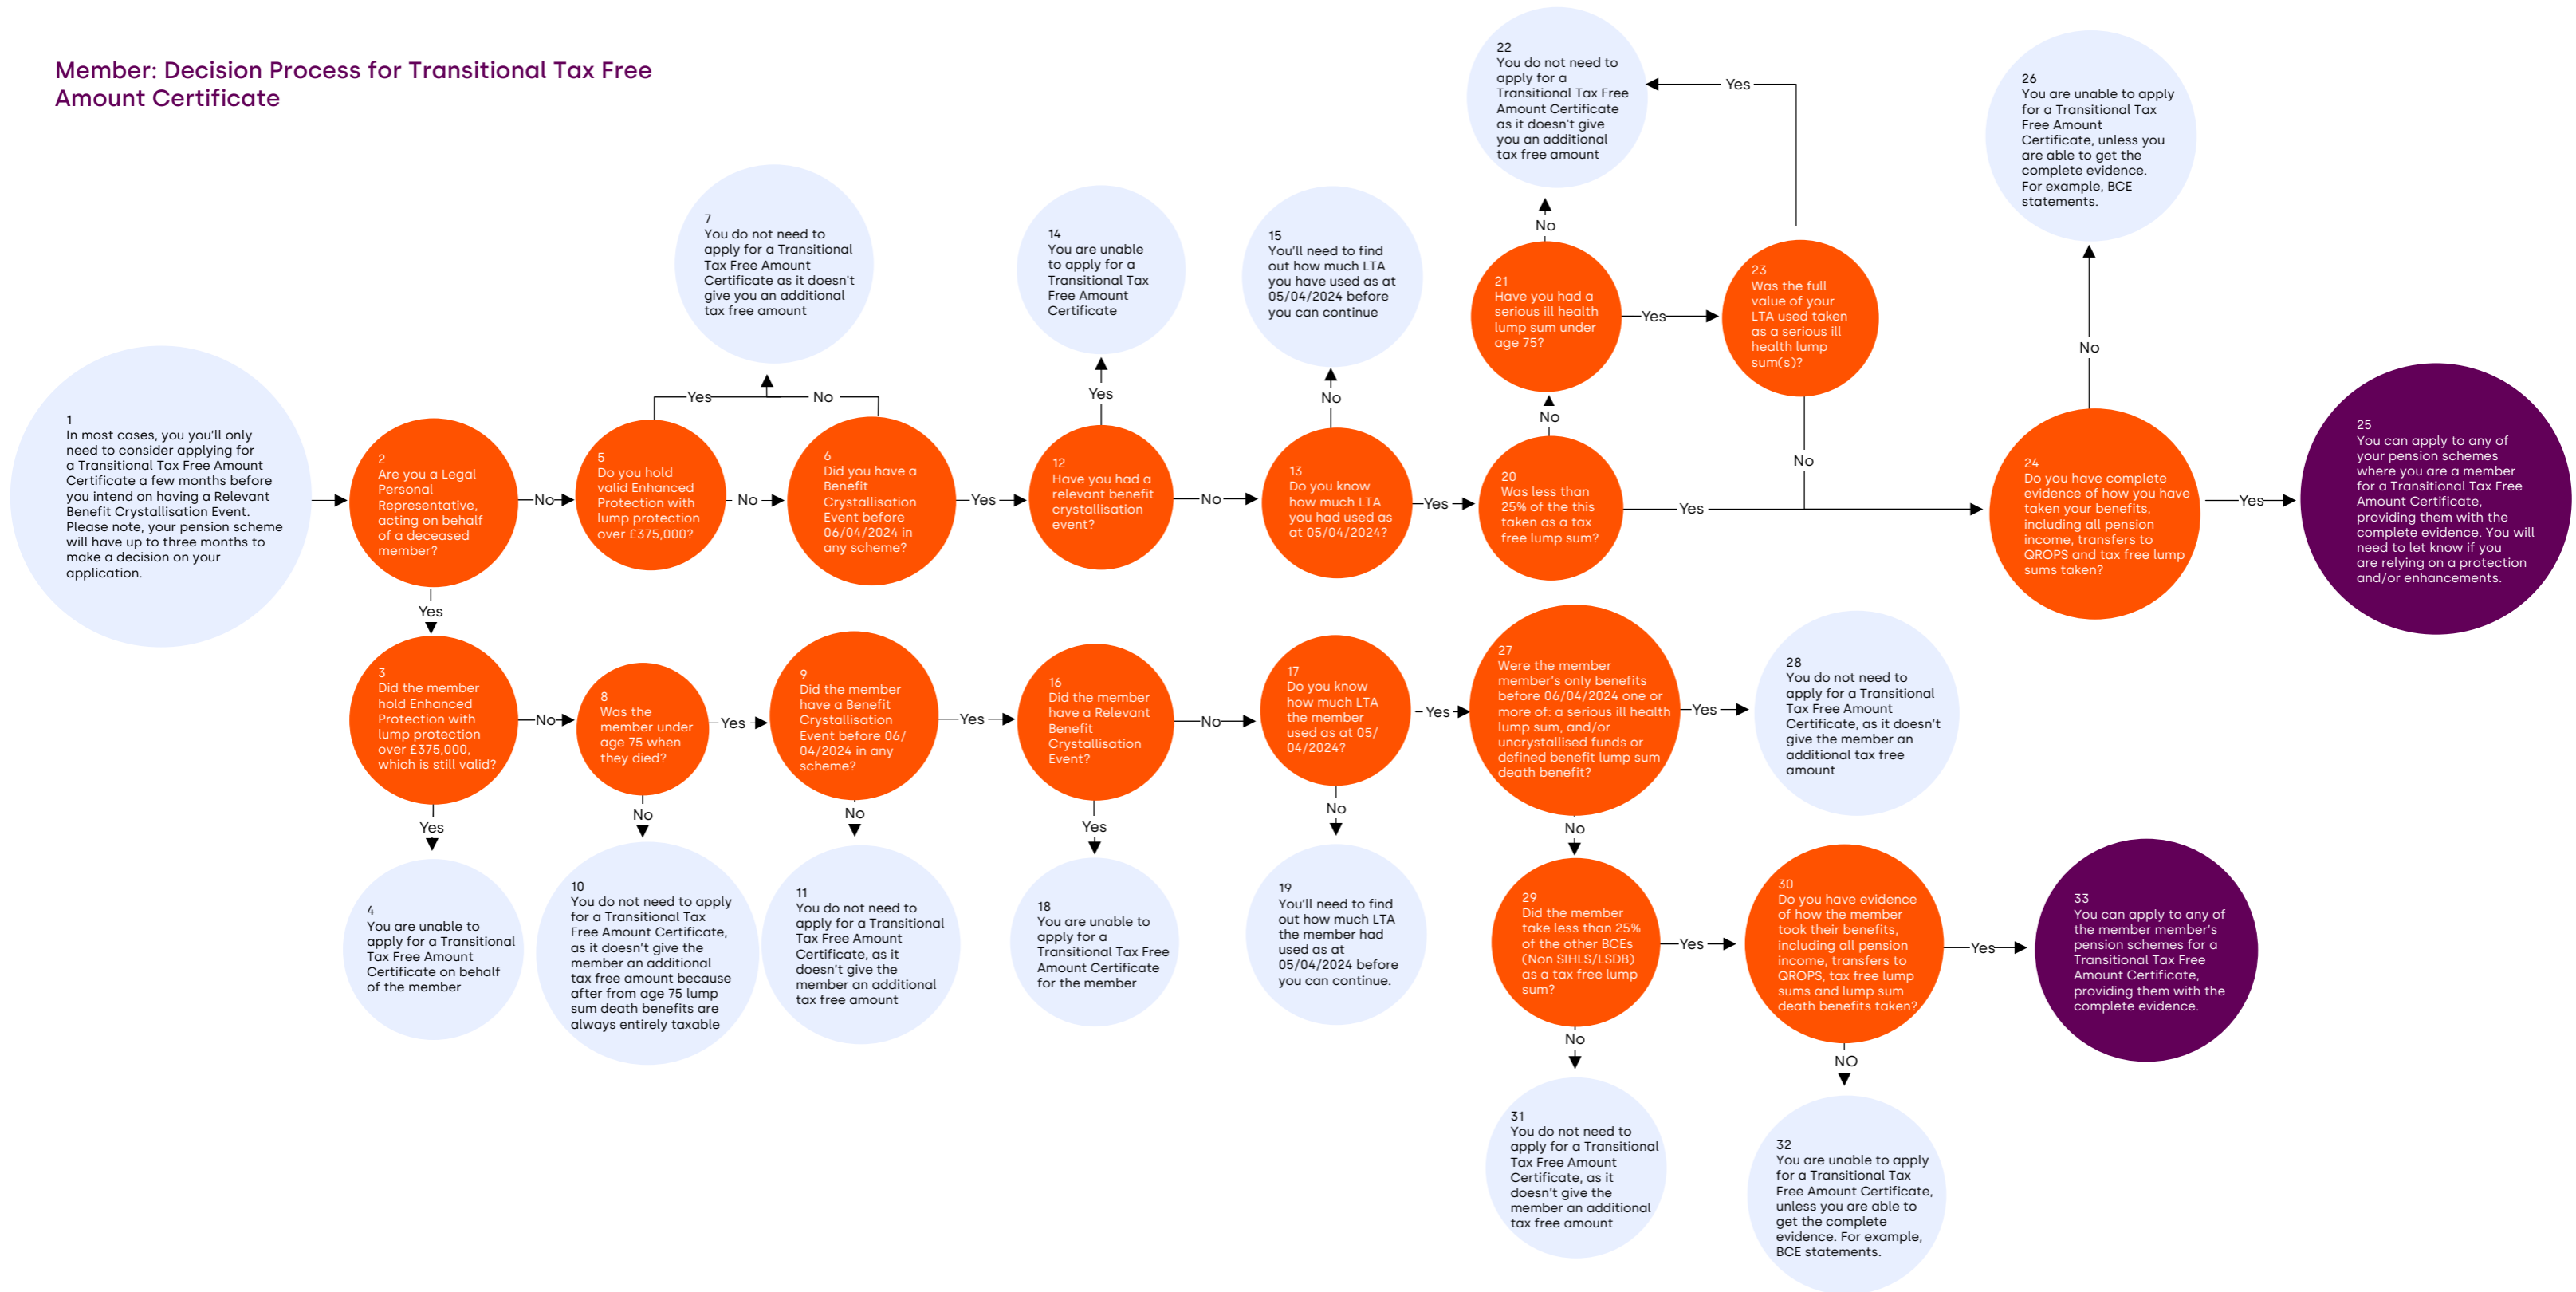 Member: Decision Process for Transitional Tax Free
Amount Certificate
1
In most cases, you you'll only
need to consider applying for
a Transitional Tax Free Amount
Certificate a few months before
you intend on having a Relevant
Benefit Crystallisation Event.
Please note, your pension scheme
will have up to three months to
make a decision on your
application.
2
Are you a Legal
Personal
Representative,
acting on behalf
of a deceased
member?
No
Yes
3
Did the member
hold Enhanced
Protection with
lump protection
over £375,000,
which is still valid?
No
Yes
4
You are unable to
apply for a Transitional
Tax Free Amount
Certificate on behalf
of the member
5
Do you hold
valid Enhanced
Protection with
lump protection
over £375,000?
Yes
No
6
Did you have a
Benefit
Crystallisation
Event before
06/04/2024 in
any scheme?
No
Yes
7
You do not need to
apply for a Transitional
Tax Free Amount
Certificate as it doesn't
give you an additional
tax free amount
8
Was the
member under
age 75 when
they died?
Yes
No
9
Did the member
have a Benefit
Crystallisation
Event before 06/
04/2024 in any
scheme?
Yes
No
10
You do not need to apply
for a Transitional Tax
Free Amount Certificate,
as it doesn't give the
member an additional
tax free amount because
after from age 75 lump
sum death benefits are
always entirely taxable
11
You do not need to
apply for a Transitional
Tax Free Amount
Certificate, as it
doesn't give the
member an additional
tax free amount
12
Have you had a
relevant benefit
crystallisation
event?
Yes
No
13
Do you know
how much LTA
you had used as
at 05/04/2024?
No
Yes
14
You are unable
to apply for a
Transitional Tax
Free Amount
Certificate
15
You'll need to find
out how much LTA
you have used as at
05/04/2024 before
you can continue
16
Did the member
have a Relevant
Benefit
Crystallisation
Event?
No
Yes
17
Do you know
how much LTA
the member
used as at 05/
04/2024?
Yes
No
18
You are unable to
apply for a
Transitional Tax Free
Amount Certificate
for the member
19
You'll need to find
out how much LTA
the member had
used as at
05/04/2024 before
you can continue.
20
Was less than
25% of the this
taken as a tax
free lump sum?
No
Yes
21
Have you had a
serious ill health
lump sum under
age 75?
No
Yes
22
You do not need to
apply for a
Transitional Tax Free
Amount Certificate
as it doesn't give
you an additional
tax free amount
23
Was the full
value of your
LTA used taken
as a serious ill
health lump
sum(s)?
Yes
No
24
Do you have complete
evidence of how you have
taken your benefits,
including all pension
income, transfers to
QROPS and tax free lump
sums taken?
No
Yes
25
You can apply to any of
your pension schemes
where you are a member
for a Transitional Tax Free
Amount Certificate,
providing them with the
complete evidence. You will
need to let know if you
are relying on a protection
and/or enhancements.
26
You are unable to apply
for a Transitional Tax
Free Amount
Certificate, unless you
are able to get the
complete evidence.
For example, BCE
statements.
27
Were the member
member's only benefits
before 06/04/2024 one or
more of: a serious ill health
lump sum, and/or
uncrystallised funds or
defined benefit lump sum
death benefit?
Yes
No
28
You do not need to
apply for a Transitional
Tax Free Amount
Certificate, as it doesn't
give the member an
additional tax free
amount
29
Did the member
take less than 25%
of the other BCEs
(Non SIHLS/LSDB)
as a tax free lump
sum?
Yes
No
30
Do you have evidence
of how the member
took their benefits,
including all pension
income, transfers to
QROPS, tax free lump
sums and lump sum
death benefits taken?
Yes
NO
31
You do not need to
apply for a Transitional
Tax Free Amount
Certificate, as it
doesn't give the
member an additional
tax free amount
32
You are unable to apply
for a Transitional Tax
Free Amount Certificate,
unless you are able to
get the complete
evidence. For example,
BCE statements.
33
You can apply to any of
the member member's
pension schemes for a
Transitional Tax Free
Amount Certificate,
providing them with the
complete evidence.